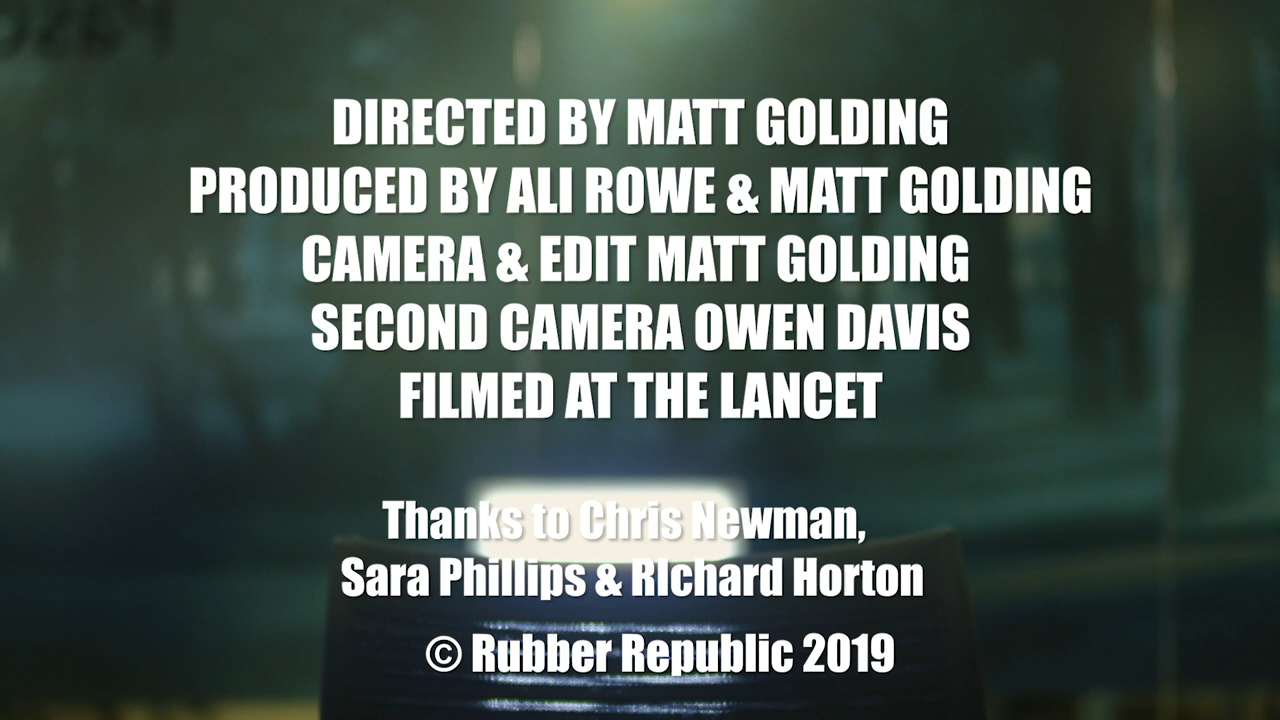 DIRECTED BY MATT GOLDING
PRODUCED BY ALI ROWE & MATT GOLDING
CAMERA & EDIT MATT GOLDING
SECOND CAMERA OWEN DAVIS
FILMED AT THE LANCET
Thanks to Chris Newman,
Sara Phillips & RIchard Horton
© Rubber Republic 2019